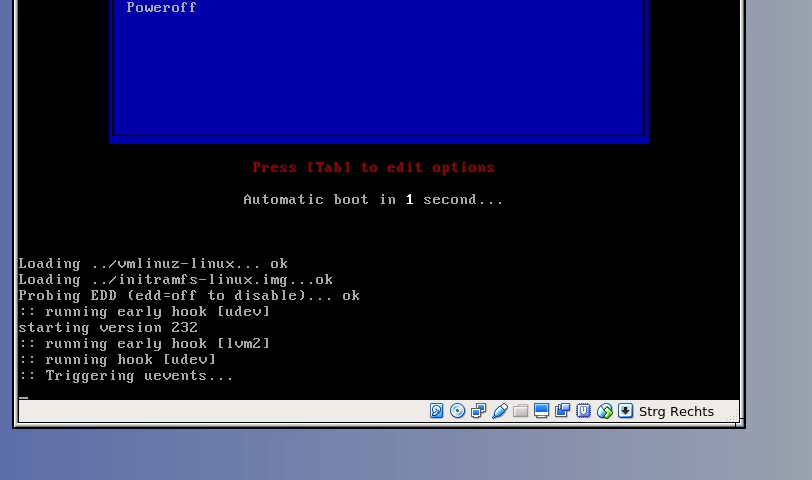 Poweroff
Press [Tab] to edit options
Automatic boot in 1 second...
Loading ../vmlinuz-linux... ok
Loading ../initramfs-linux.img...ok
Probing EDD (edd=off to disable)... ok
:: running early hook [udev]
starting version 232
:: running early hook [lvm2]
:: running hook [udev]
:: Triggering uevents...
Strg Rechts